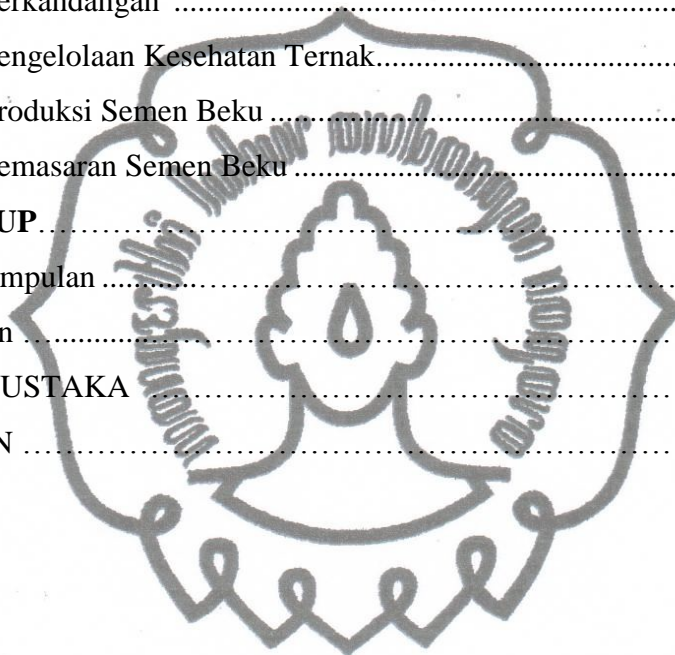 erkandangan ............................................................
engelolaan Kesehatan Ternak......................................
roduksi Semen Beku ...................................................
emasaran Semen Beku ................................................
UP……………………………………………………
mpulan ............……………………………………………
n ....................……………………………………………
USTAKA ……………………………………………
N ……………………………………………………